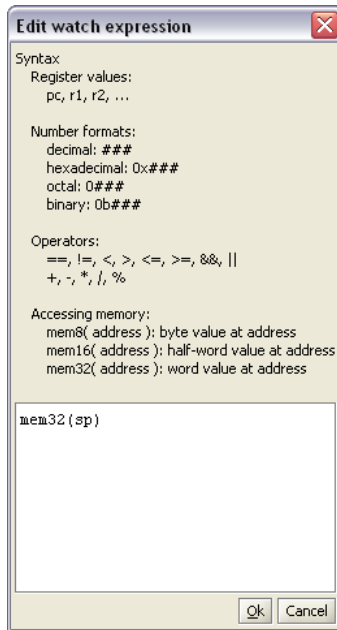 Edit watch expression
Syntax
Register values:
pc, r1, r2, ...
Number formats:
decimal: ###
hexadecimal: 0x###
octal: 0###
binary: 0b###
Operators:
==, !=, <, >, <=, >=, &&, ||
+, -, *, /, %
Accessing memory:
mem8( address ): byte value at address
mem16( address ): half-word value at address
mem32( address ): word value at address
mem32(sp)
Ok Cancel